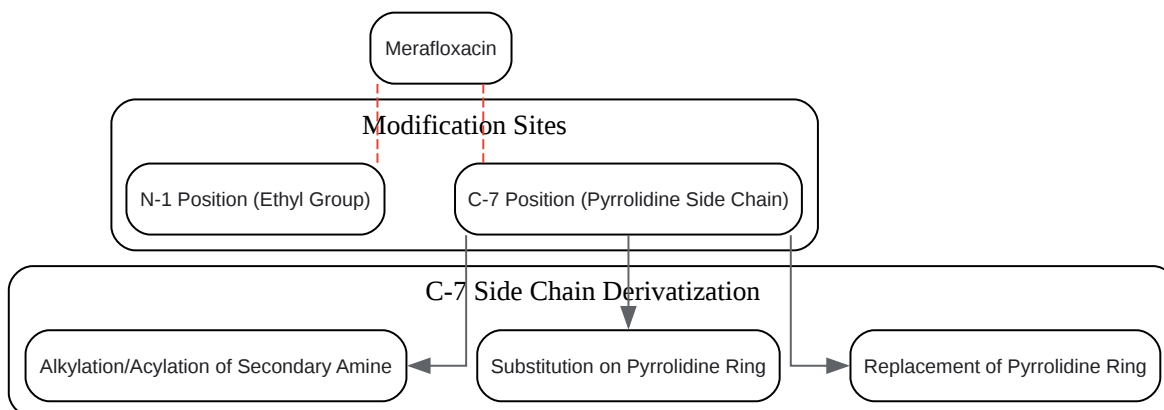 Merafloxacin
Modification Sites
N-1 Position (Ethyl Group)
C-7 Position (Pyrrolidine Side Chain)
C-7 Side Chain Derivatization
Alkylation/Acylation of Secondary Amine
Substitution on Pyrrolidine Ring
Replacement of Pyrrolidine Ring